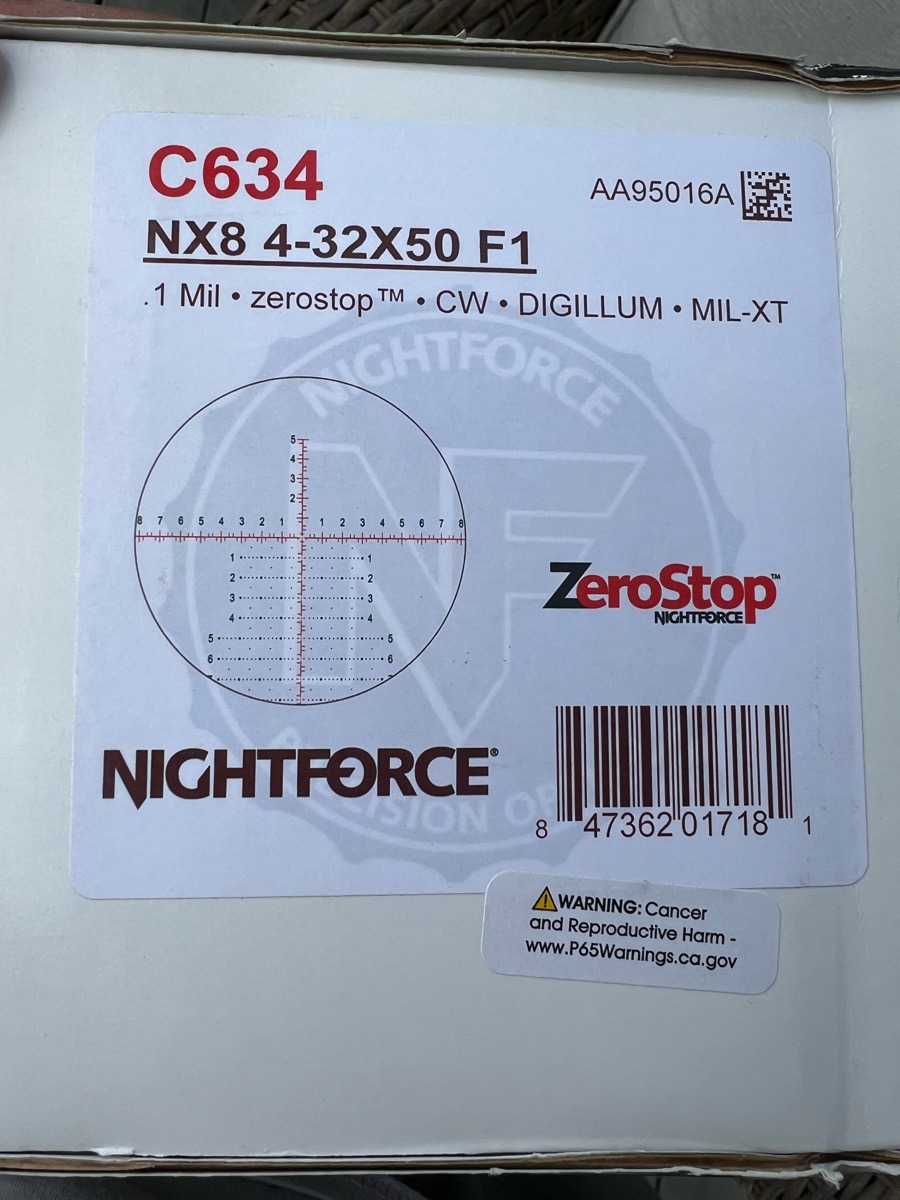 C634
AA95016A
NX8 4-32X50 F1
.1 Mil • zerostop™ • CW • DIGILLUM • MIL-XT
NIGHTFORCE
5
4
3
2
8 7 6 5 4 3 2 1 1 2 3 4 5 6 7 8
1 1
2 2
3 3
4 4
5 5
6 6
NF
ZeroStop™
NIGHTFORCE
NIGHTFORCE®
8 47362 01718 1
⚠WARNING: Cancer
and Reproductive Harm -
www.P65Warnings.ca.gov